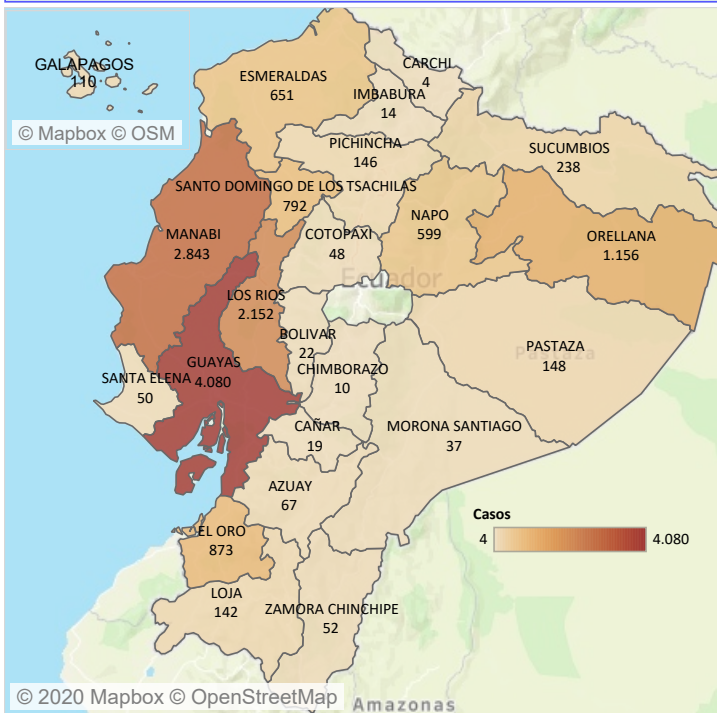 GALAPAGOS
110
© Mapbox © OSM
ESMERALDAS
651
CARCHI
4
IMBABURA
14
PICHINCHA
146
SUCUMBIOS
238
SANTO DOMINGO DE LOS TSACHILAS
792
NAPO
599
MANABI
2.843
COTOPAXI
48
ORELLANA
1.156
Ecuador
LOS RIOS
2.152
BOLIVAR
22
PASTAZA
Pastaza
148
GUAYAS
4.080
CHIMBORAZO
10
SANTA ELENA
50
CAÑAR
19
MORONA SANTIAGO
37
AZUAY
67
Casos
4
4.080
EL ORO
873
LOJA
142
ZAMORA CHINCHIPE
52
© 2020 Mapbox © OpenStreetMap
Amazonas